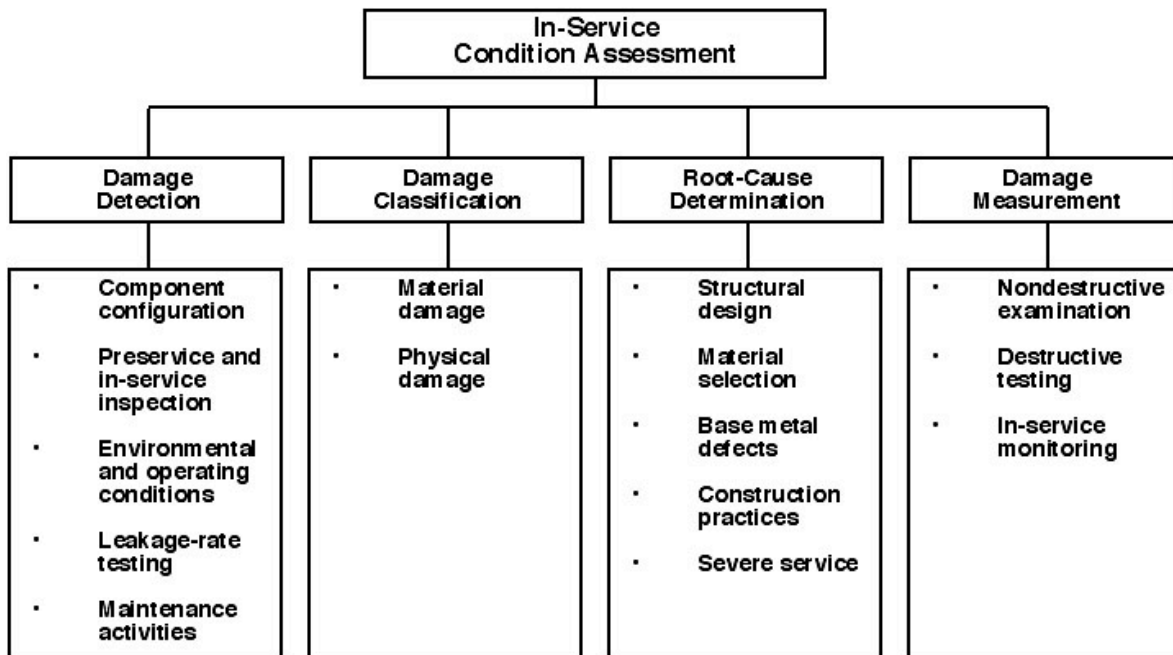 In-Service
Condition Assessment
Damage
Detection
Damage
Classification
Root-Cause
Determination
Damage
Measurement
· Component
configuration
· Preservice and
in-service
inspection
· Environmental
and operating
conditions
· Leakage-rate
testing
· Maintenance
activities
· Material
damage
· Physical
damage
· Structural
design
· Material
selection
· Base metal
defects
· Construction
practices
· Severe service
· Nondestructive
examination
· Destructive
testing
· In-service
monitoring